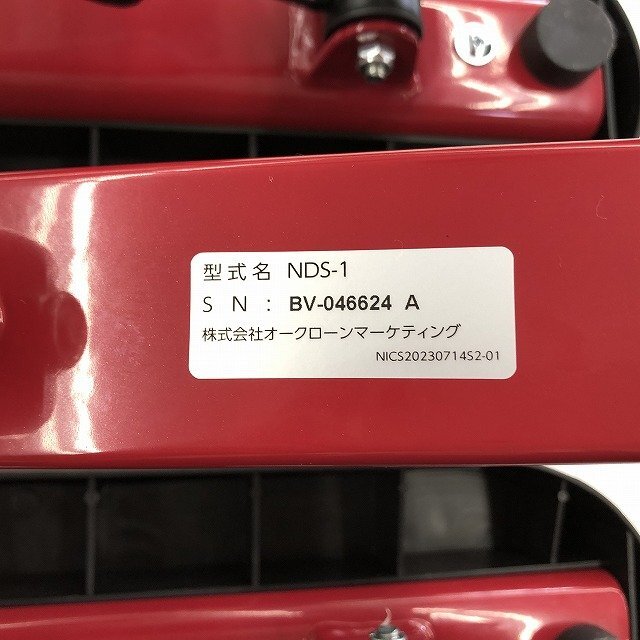 型式名 NDS-1
S N : BV-046624 A
株式会社オークローンマーケティング
NICS20230714S2-01